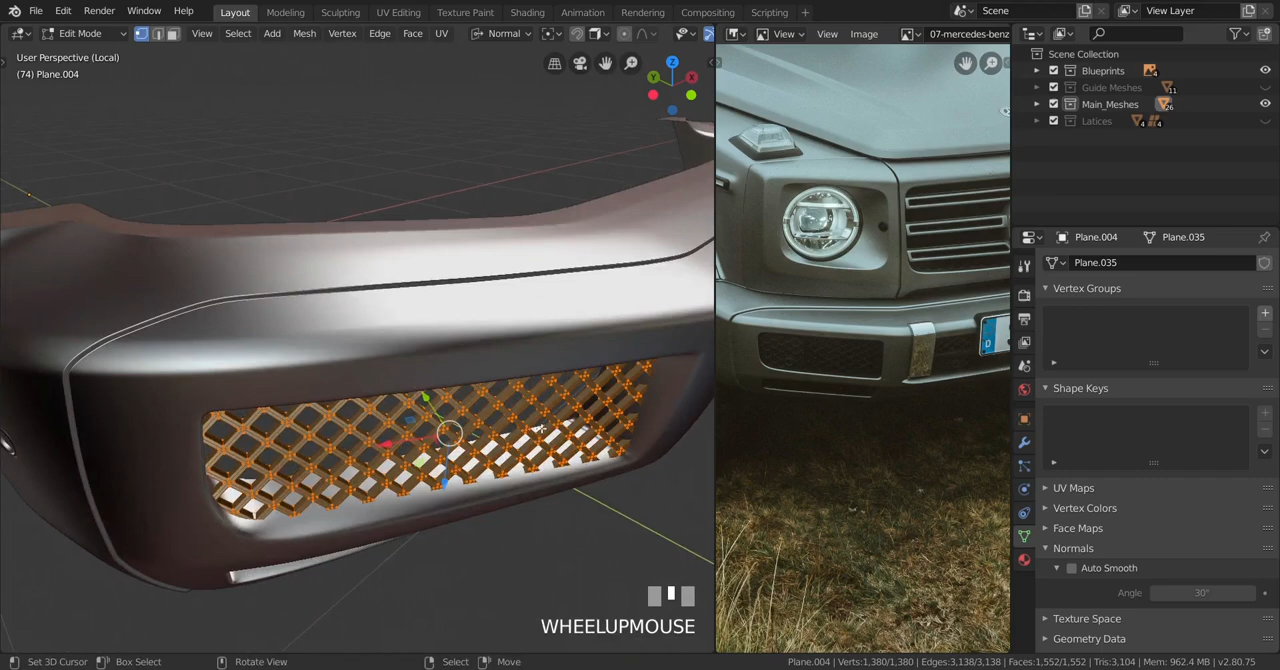 File Edit Render Window Help Layout Modeling Sculpting UV Editing Texture Paint Shading Animation Rendering Compositing Scripting + Scene View Layer
Edit Mode View Select Add Mesh Vertex Edge Face UV Normal View View Image 07-mercedes-benz
User Perspective (Local)
(74) Plane.004
Z
Y
X
Scene Collection
Blueprints 4
Guide Meshes 11
Main_Meshes 26
Latices 4 4
Plane.004 Plane.035
Plane.035
Vertex Groups
Shape Keys
UV Maps
Vertex Colors
Face Maps
Normals
Auto Smooth
Angle 30°
Texture Space
Geometry Data
D
WHEELUPMOUSE
Set 3D Cursor Box Select Rotate View Select Move Plane.004 | Verts:1,380/1,380 | Edges:3,138/3,138 | Faces:1,552/1,552 | Tris:3,104 | Mem: 962.4 MB | v2.80.75